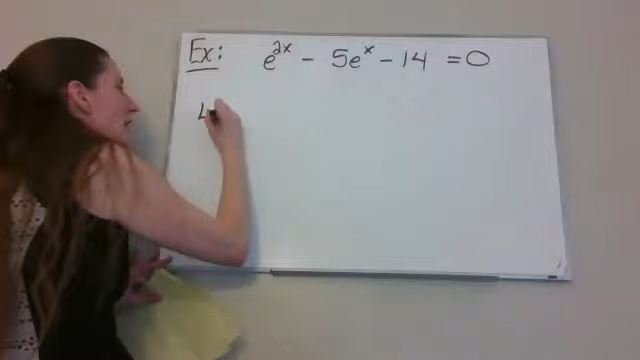 Ex: e^{2x} - 5e^{x} - 14 = 0
L